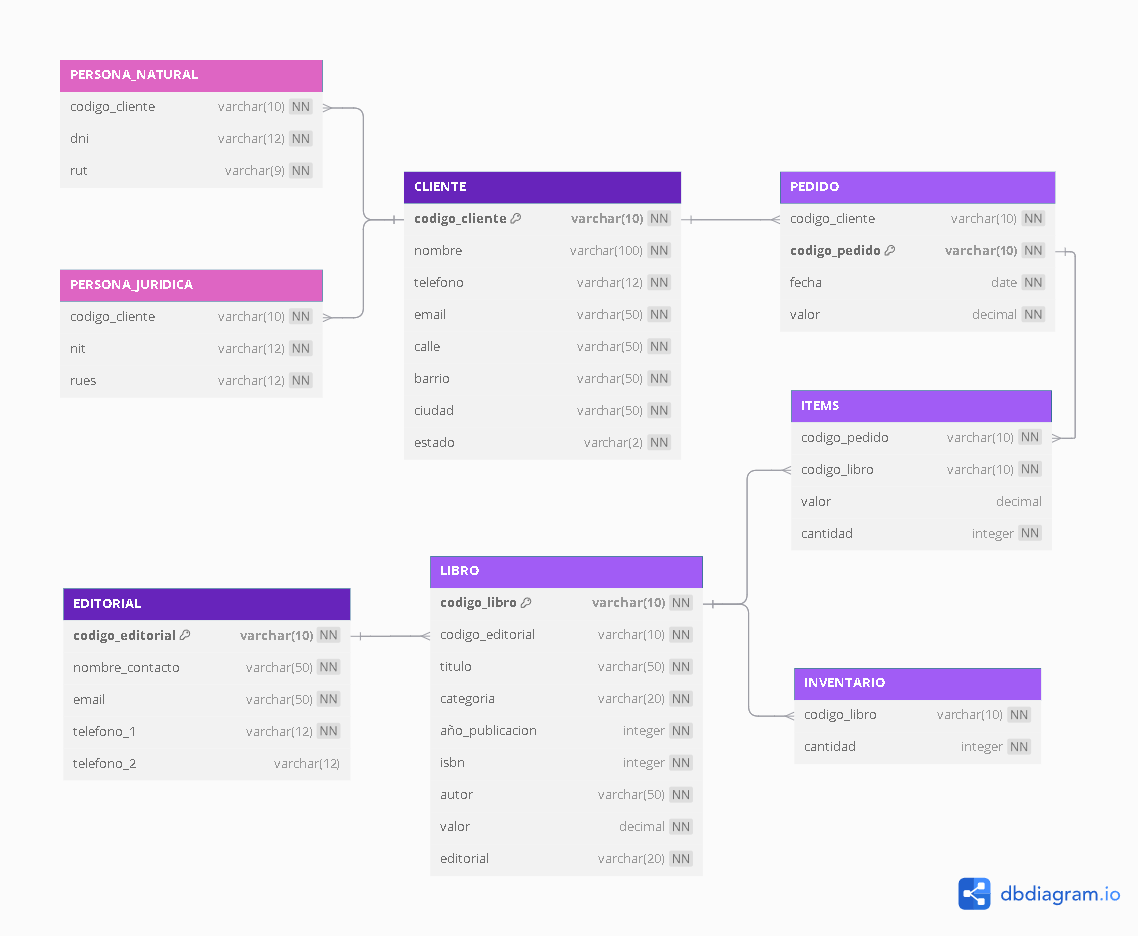 PERSONA_NATURAL
codigo_cliente varchar(10) NN
dni varchar(12) NN
rut varchar(9) NN
PERSONA_JURIDICA
codigo_cliente varchar(10) NN
nit varchar(12) NN
rues varchar(12) NN
CLIENTE
codigo_cliente varchar(10) NN
nombre varchar(100) NN
telefono varchar(12) NN
email varchar(50) NN
calle varchar(50) NN
barrio varchar(50) NN
ciudad varchar(50) NN
estado varchar(2) NN
PEDIDO
codigo_cliente varchar(10) NN
codigo_pedido varchar(10) NN
fecha date NN
valor decimal NN
ITEMS
codigo_pedido varchar(10) NN
codigo_libro varchar(10) NN
valor decimal
cantidad integer NN
EDITORIAL
codigo_editorial varchar(10) NN
nombre_contacto varchar(50) NN
email varchar(50) NN
telefono_1 varchar(12) NN
telefono_2 varchar(12)
LIBRO
codigo_libro varchar(10) NN
codigo_editorial varchar(10) NN
titulo varchar(50) NN
categoria varchar(20) NN
año_publicacion integer NN
isbn integer NN
autor varchar(50) NN
valor decimal NN
editorial varchar(20) NN
INVENTARIO
codigo_libro varchar(10) NN
cantidad integer NN
dbdiagram.io